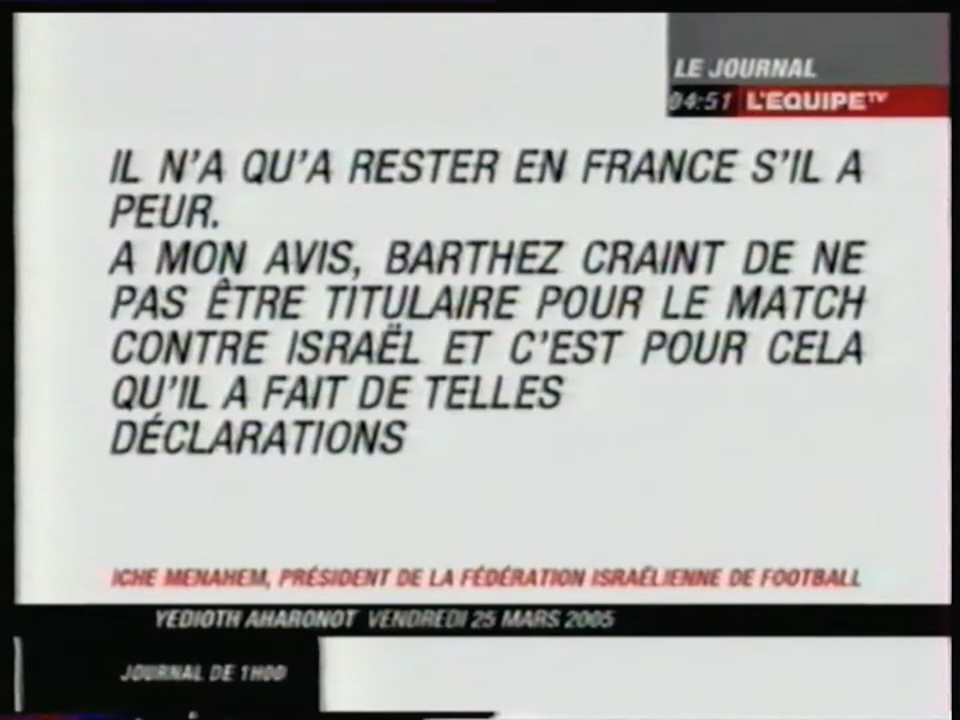 LE JOURNAL
04:51 L'EQUIPE TV
IL N'A QU'A RESTER EN FRANCE S'IL A
PEUR.
A MON AVIS, BARTHEZ CRAINT DE NE
PAS ÊTRE TITULAIRE POUR LE MATCH
CONTRE ISRAËL ET C'EST POUR CELA
QU'IL A FAIT DE TELLES
DÉCLARATIONS
ICHE MENAHEM, PRÉSIDENT DE LA FÉDÉRATION ISRAÉLIENNE DE FOOTBALL
YEDIOTH AHARONOT VENDREDI 25 MARS 2005
JOURNAL DE 1H00